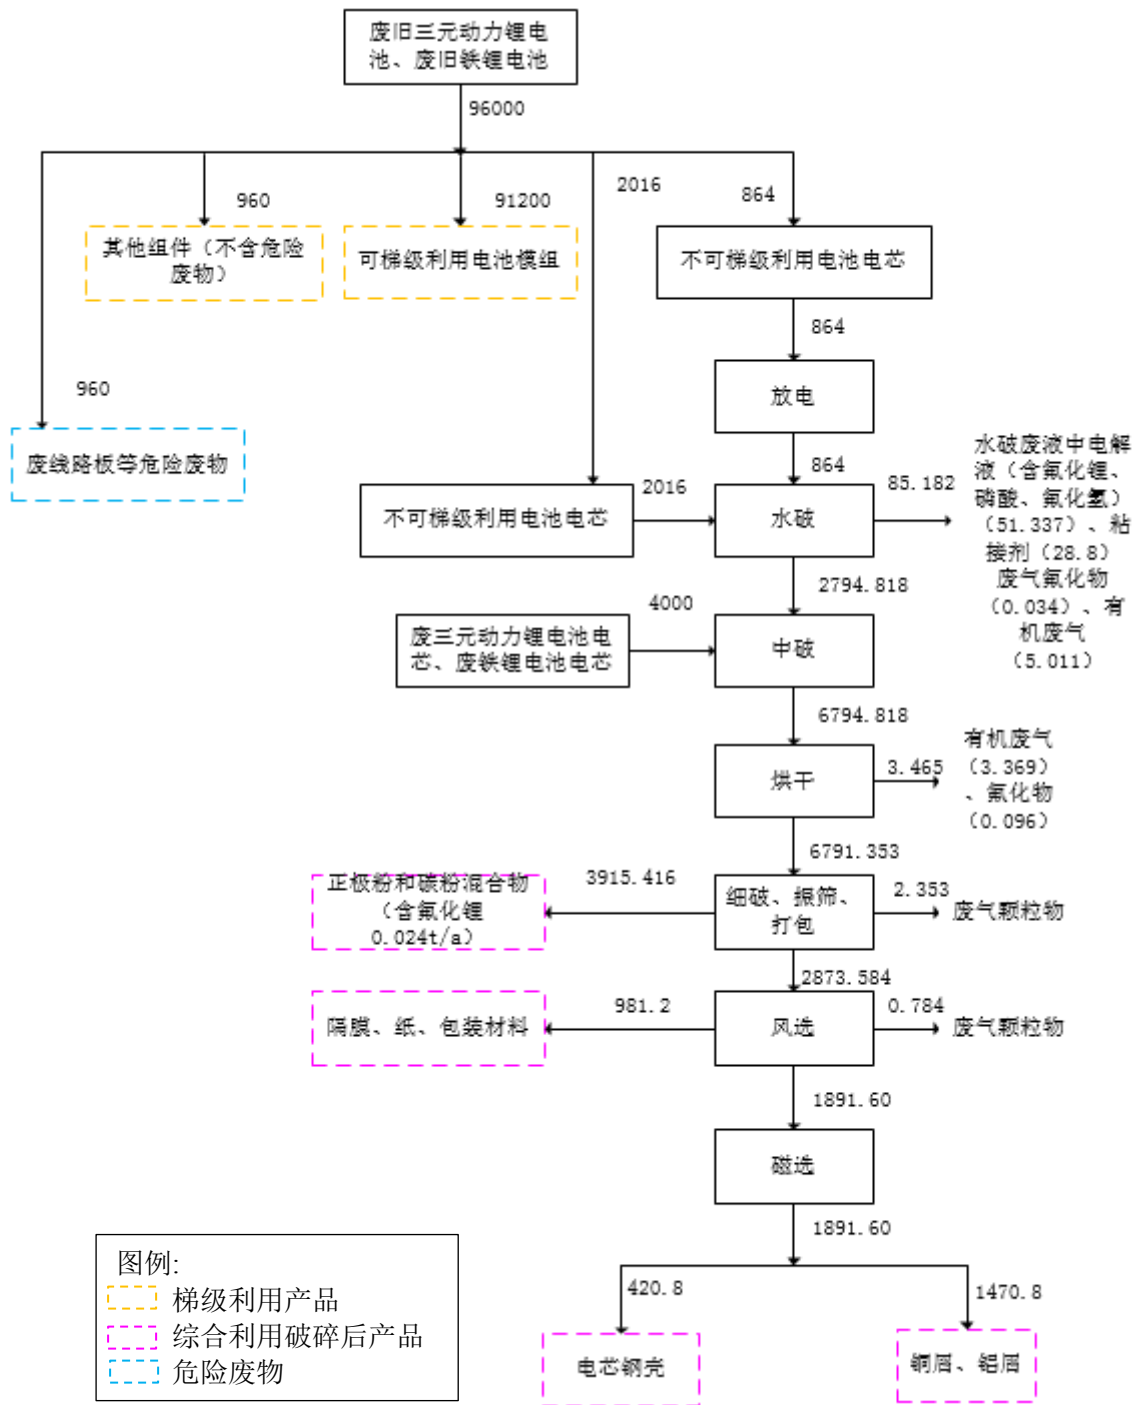 废旧三元动力锂电
池、废旧铁锂电池
96000
960
91200
2016
864
其他组件（不含危险
废物）
可梯级利用电池模组
不可梯级利用电池电芯
864
960
放电
废线路板等危险废物
864
2016
85.182
不可梯级利用电池电芯
水破
水破废液中电解
液（含氟化锂、
磷酸、氟化氢）
（51.337）、粘
接剂（28.8）
废气氟化物
（0.034）、有
机废气
（5.011）
2794.818
4000
废三元动力锂电池电
芯、废铁锂电池电芯
中破
6794.818
烘干
3.465
有机废气
（3.369）
、氟化物
（0.096）
6791.353
正极粉和碳粉混合物
（含氟化锂
0.024t/a）
3915.416
细破、振筛、
打包
2.353
废气颗粒物
2873.584
隔膜、纸、包装材料
981.2
风选
0.784
废气颗粒物
1891.60
磁选
1891.60
420.8
1470.8
电芯钢壳
铜屑、铝屑
图例:
梯级利用产品
综合利用破碎后产品
危险废物